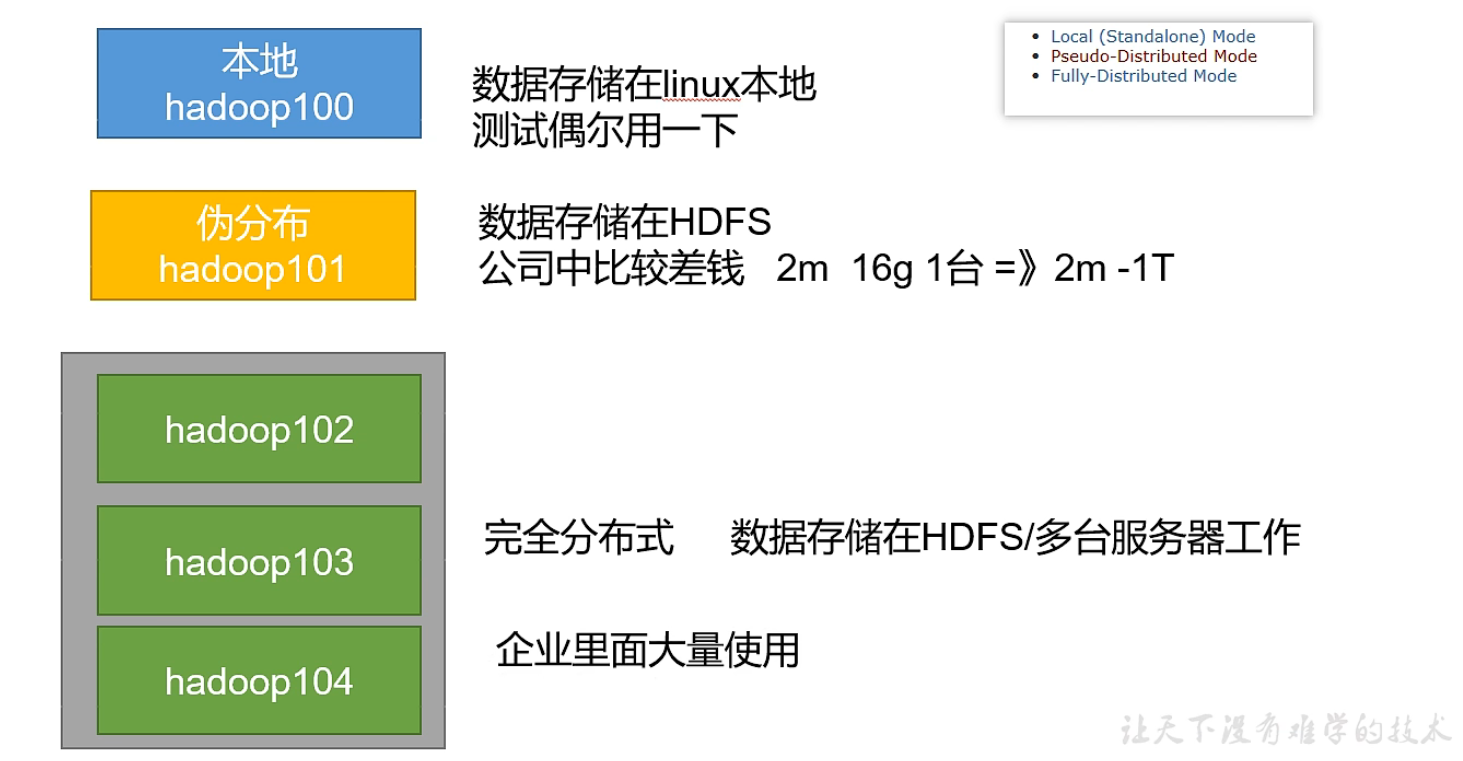 本地
hadoop100
数据存储在linux本地
测试偶尔用一下
Local (Standalone) Mode
Pseudo-Distributed Mode
Fully-Distributed Mode
伪分布
hadoop101
数据存储在HDFS
公司中比较差钱 2m 16g 1台 =》2m -1T
hadoop102
hadoop103
hadoop104
完全分布式 数据存储在HDFS/多台服务器工作
企业里面大量使用
让天下没有难学的技术